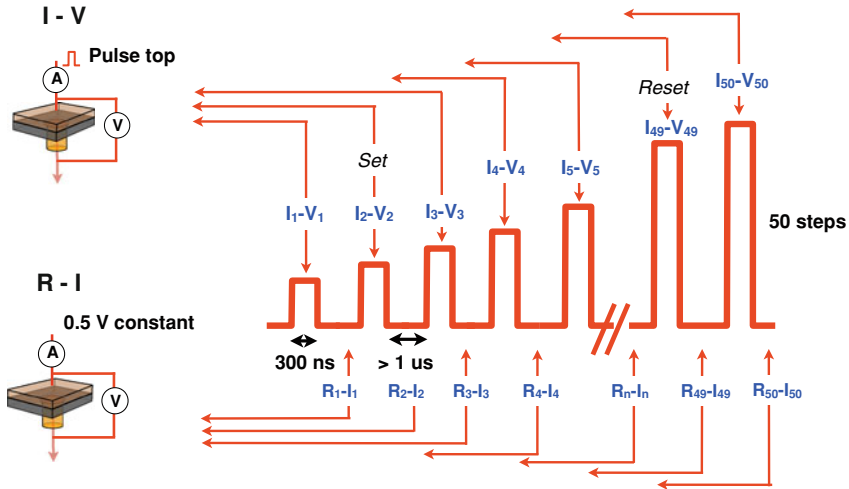 I - V
Pulse top
A
V
Set
Reset
I1-V1
I2-V2
I3-V3
I4-V4
I5-V5
I49-V49
I50-V50
50 steps
R - I
0.5 V constant
A
V
300 ns
> 1 us
R1-I1
R2-I2
R3-I3
R4-I4
Rn-In
R49-I49
R50-I50